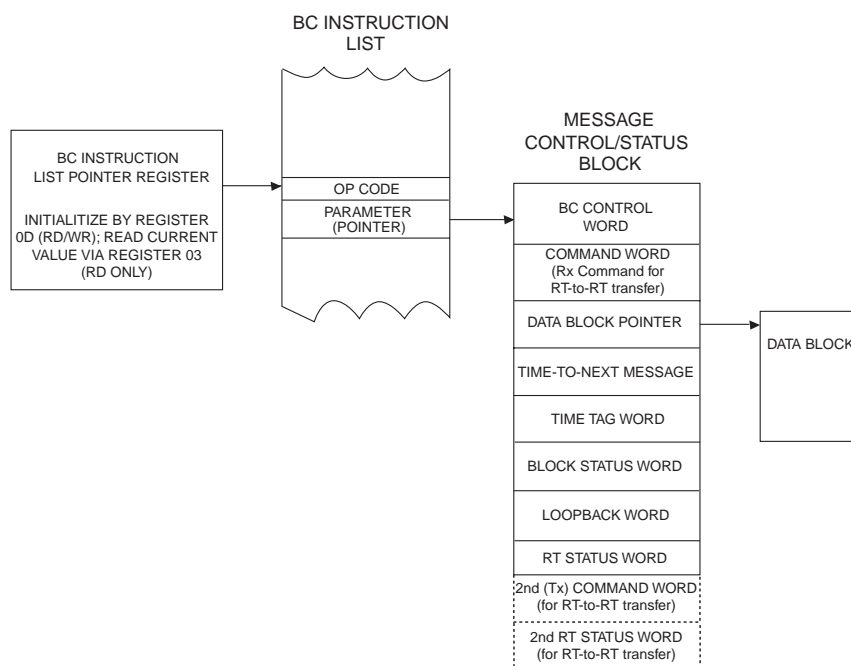 BC INSTRUCTION
LIST
BC INSTRUCTION
LIST POINTER REGISTER
INITIALITIZE BY REGISTER
0D (RD/WR); READ CURRENT
VALUE VIA REGISTER 03
(RD ONLY)
OP CODE
PARAMETER
(POINTER)
MESSAGE
CONTROL/STATUS
BLOCK
BC CONTROL
WORD
COMMAND WORD
(Rx Command for
RT-to-RT transfer)
DATA BLOCK POINTER
TIME-TO-NEXT MESSAGE
TIME TAG WORD
BLOCK STATUS WORD
LOOPBACK WORD
RT STATUS WORD
2nd (Tx) COMMAND WORD
(for RT-to-RT transfer)
2nd RT STATUS WORD
(for RT-to-RT transfer)
DATA BLOCK